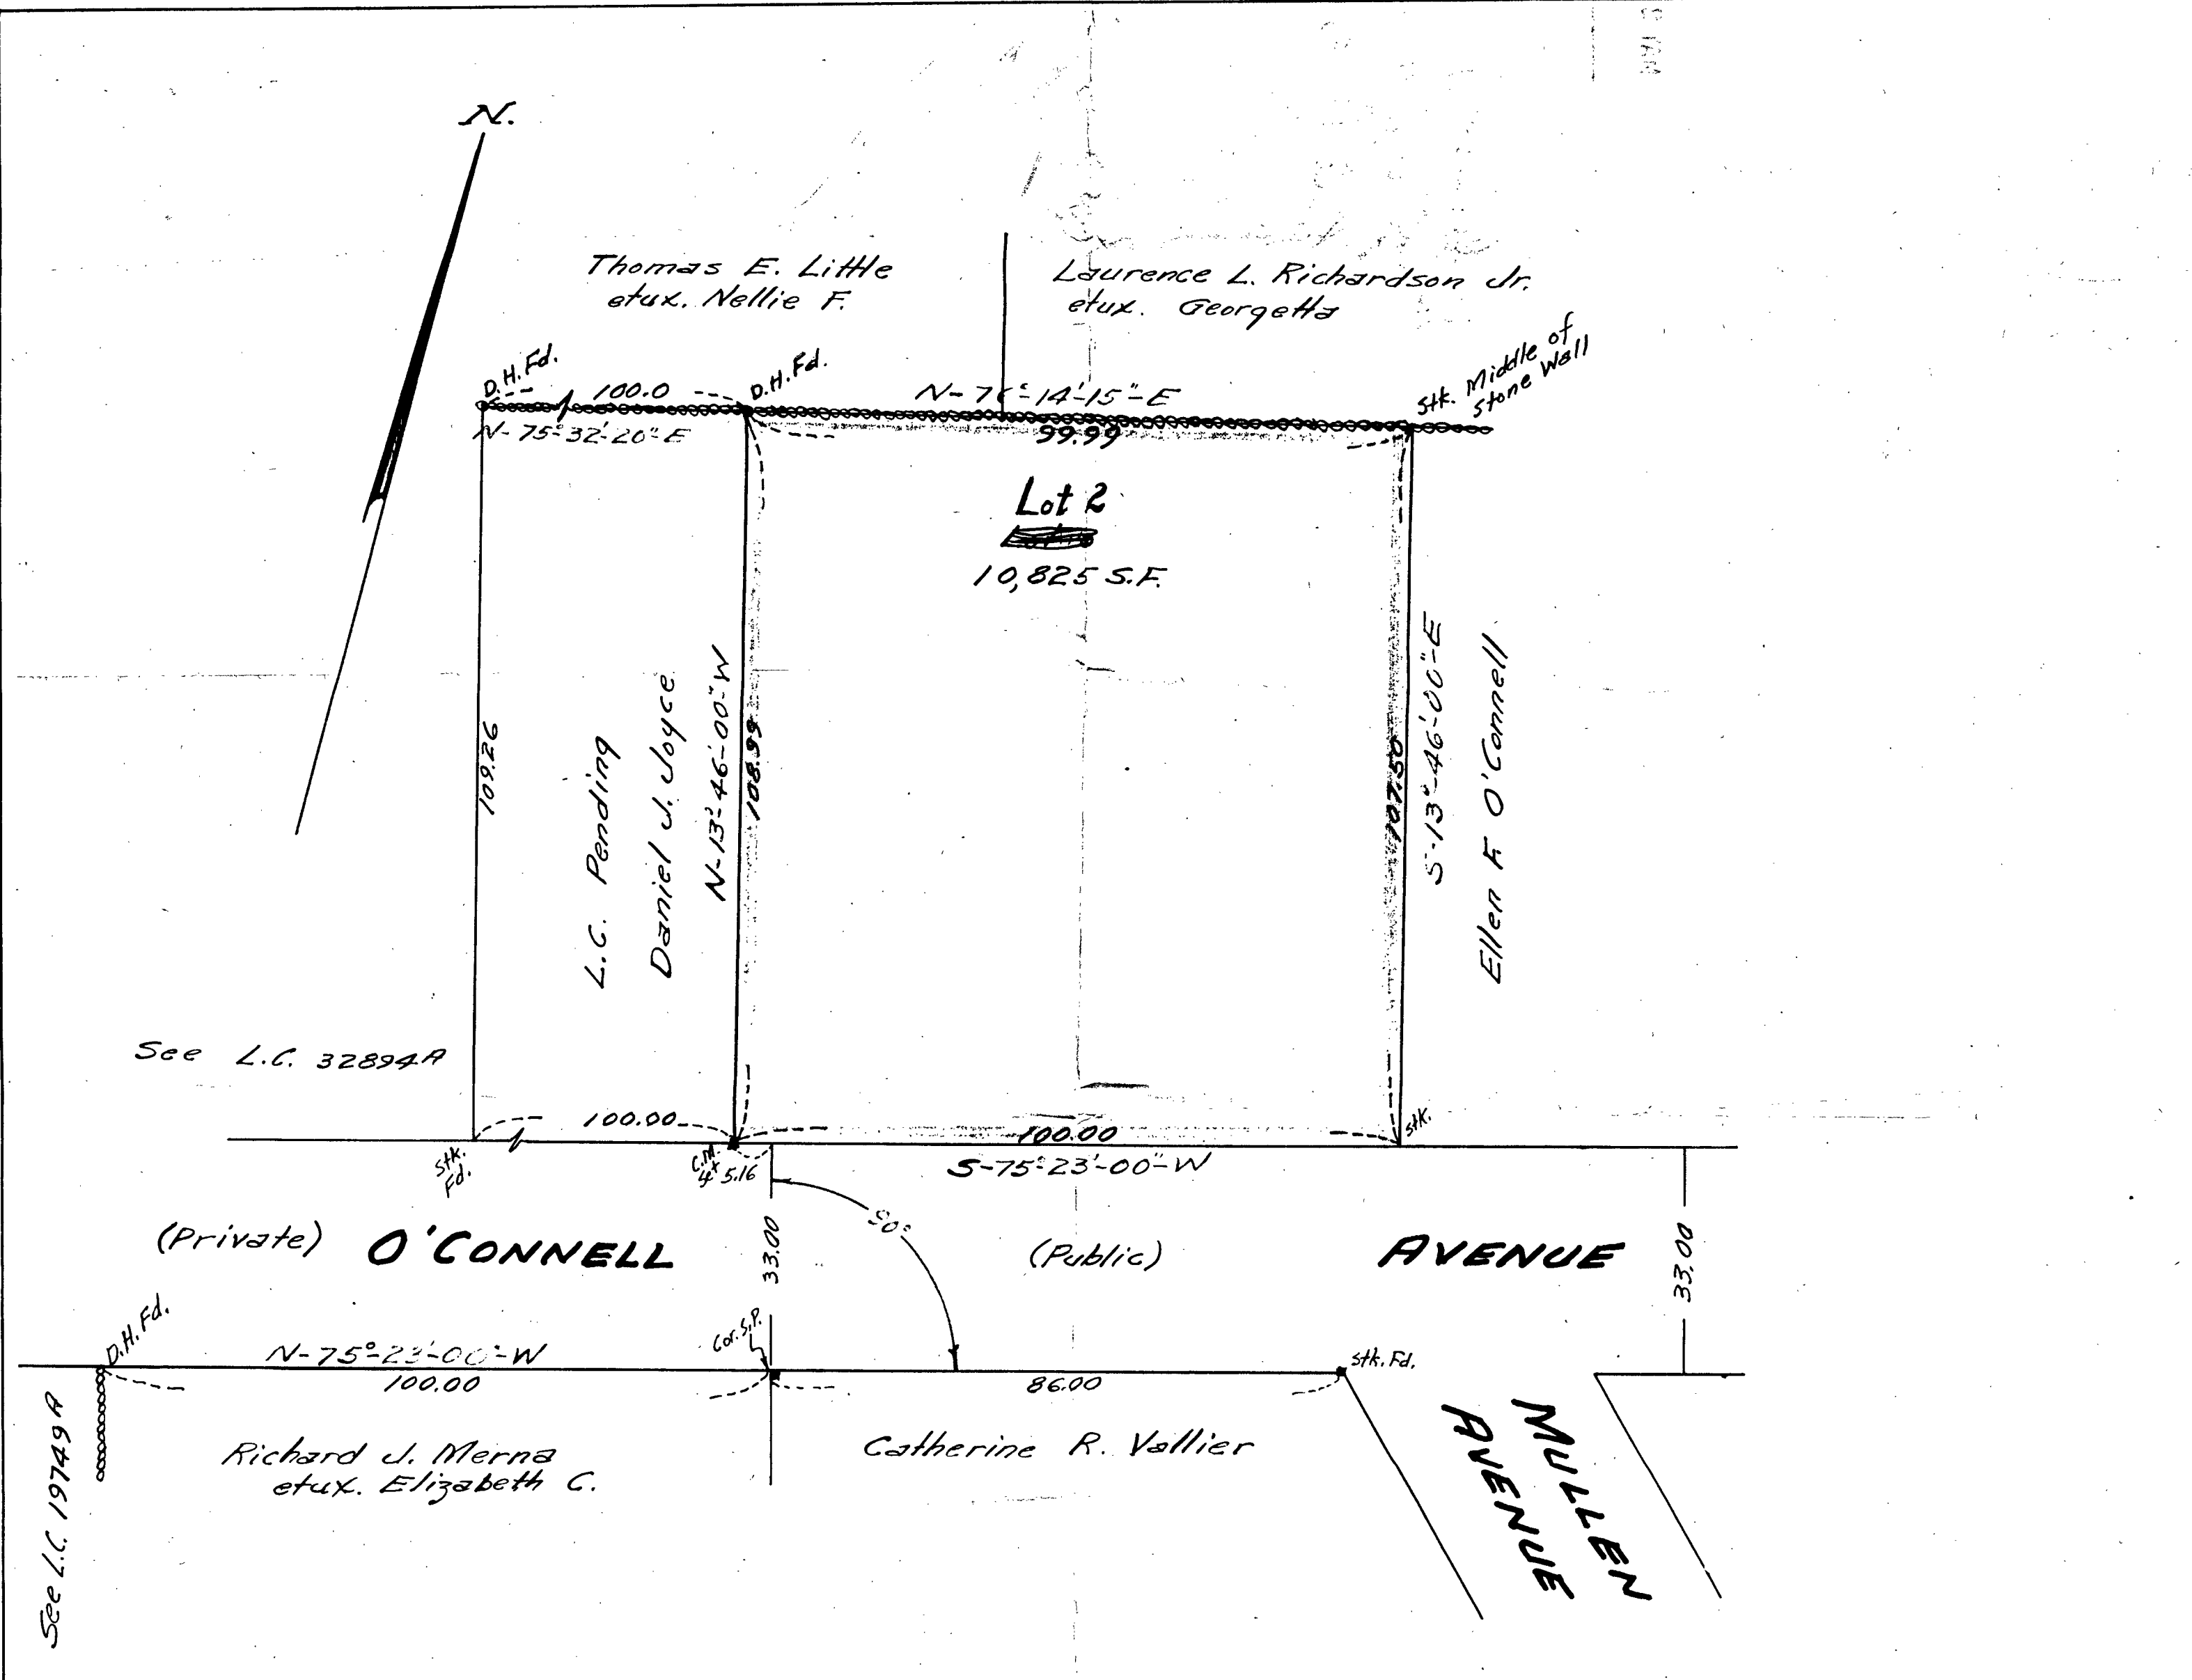 N.
Thomas E. Little
etux. Nellie F.
Laurence L. Richardson Jr.
etux. Georgetta
D.H. Fd.
100.0
D.H. Fd.
N-76°-14'-15"-E
Stk. Middle of
Stone Wall
N-75°-32'-20"-E
99.99
Lot 2
10,825 S.F.
109.26
L.C. Pending
Daniel J. Joyce
N-13°-46'-00"-W
108.99
107.50
S-13°-46'-00"-E
Ellen F. O'Connell
See L.C. 32894A
100.00
100.00
Stk.
Stk.
Fd.
C.M.
5.16
S-75°-23'-00"-W
(Private)
O'CONNELL
33.00
90°
(Public)
AVENUE
33.00
D.H. Fd.
N-75°-23'-00"-W
Cor. S.P.
Stk. Fd.
100.00
86.00
See L.C. 19749A
Richard J. Merna
etux. Elizabeth C.
Catherine R. Vallier
MULLEN
AVENUE